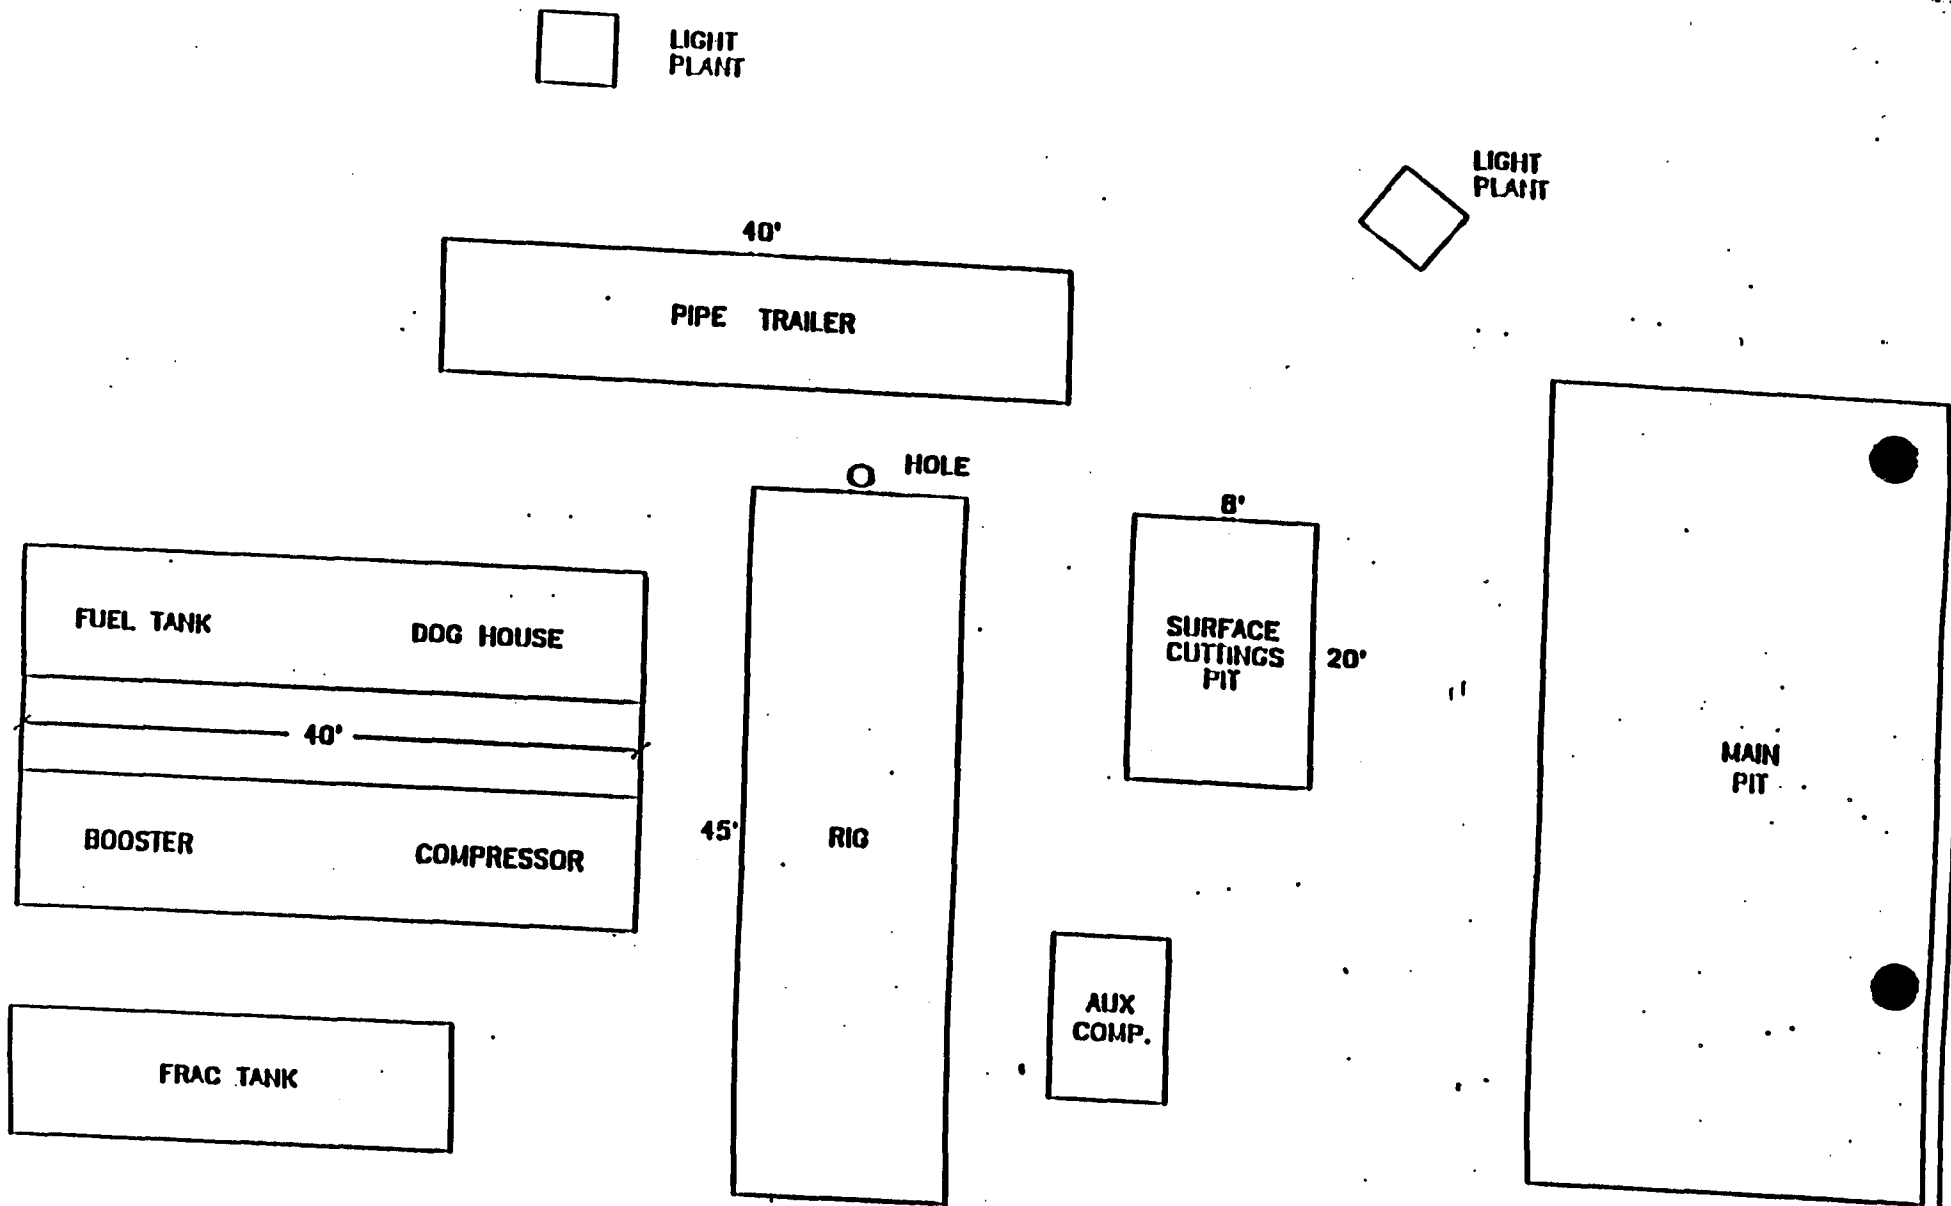 LIGHT
PLANT
LIGHT
PLANT
40'
PIPE TRAILER
HOLE
8'
SURFACE
CUTTINGS
PIT
20'
FUEL TANK DOG HOUSE
40'
BOOSTER COMPRESSOR
45'
RIG
MAIN
PIT
AUX
COMP.
FRAC TANK